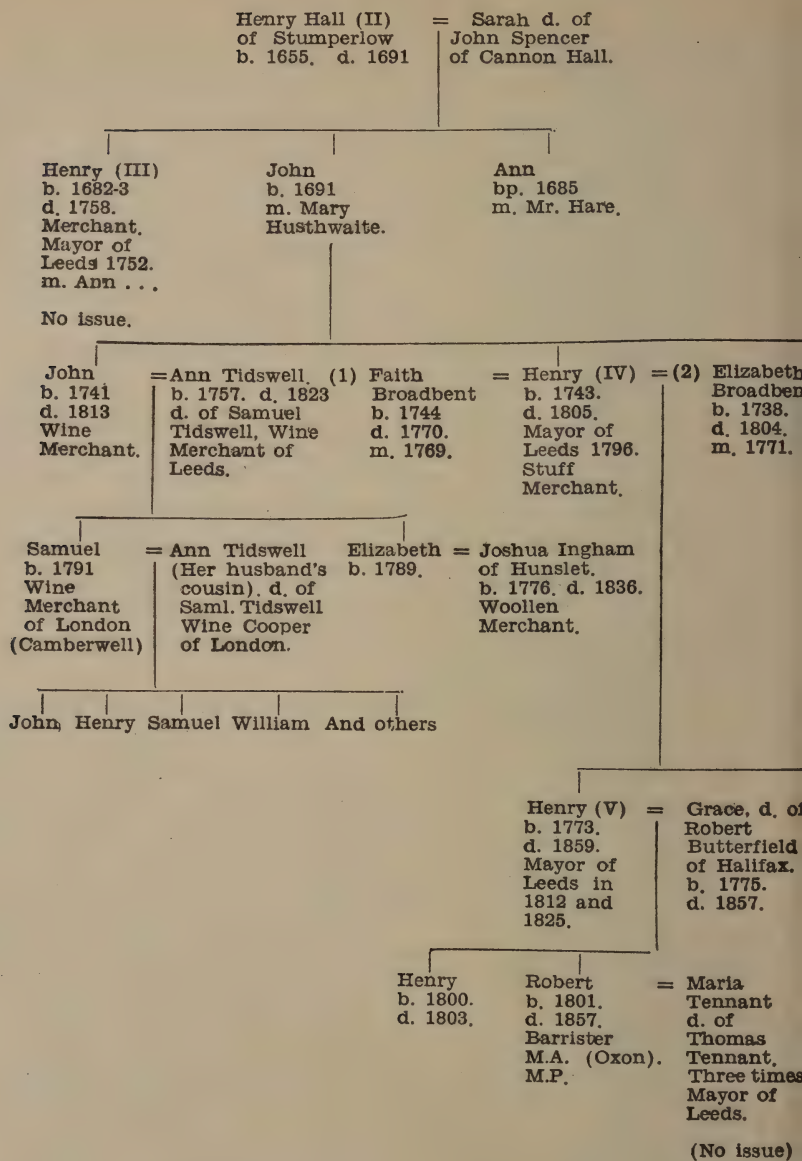 Henry Hall (II) = Sarah d. of
of Stumperlow John Spencer
b. 1655. d. 1691 of Cannon Hall.
Henry (III)
b. 1682-3
d. 1758.
Merchant.
Mayor of
Leeds 1752.
m. Ann ...
No issue.
John
b. 1691
m. Mary
Husthwaite.
Ann
bp. 1685
m. Mr. Hare.
John
b. 1741
d. 1813
Wine
Merchant.
= Ann Tidswell. (1)
b. 1757. d. 1823
d. of Samuel
Tidswell, Wine
Merchant of
Leeds.
Faith
Broadbent
b. 1744
d. 1770.
m. 1769.
= Henry (IV) = (2)
b. 1743.
d. 1805.
Mayor of
Leeds 1796.
Stuff
Merchant.
Elizabeth
Broadben
b. 1738.
d. 1804.
m. 1771.
Samuel
b. 1791
Wine
Merchant
of London
(Camberwell)
= Ann Tidswell
(Her husband's
cousin). d. of
Saml. Tidswell
Wine Cooper
of London.
Elizabeth =
b. 1789.
Joshua Ingham
of Hunslet.
b. 1776. d. 1836.
Woollen
Merchant.
John, Henry Samuel William And others
Henry (V) =
b. 1773.
d. 1859.
Mayor of
Leeds in
1812 and
1825.
Grace, d. of
Robert
Butterfield
of Halifax.
b. 1775.
d. 1857.
Henry
b. 1800.
d. 1803.
Robert =
b. 1801.
d. 1857.
Barrister
M.A. (Oxon).
M.P.
Maria
Tennant
d. of
Thomas
Tennant.
Three times
Mayor of
Leeds.
(No issue)